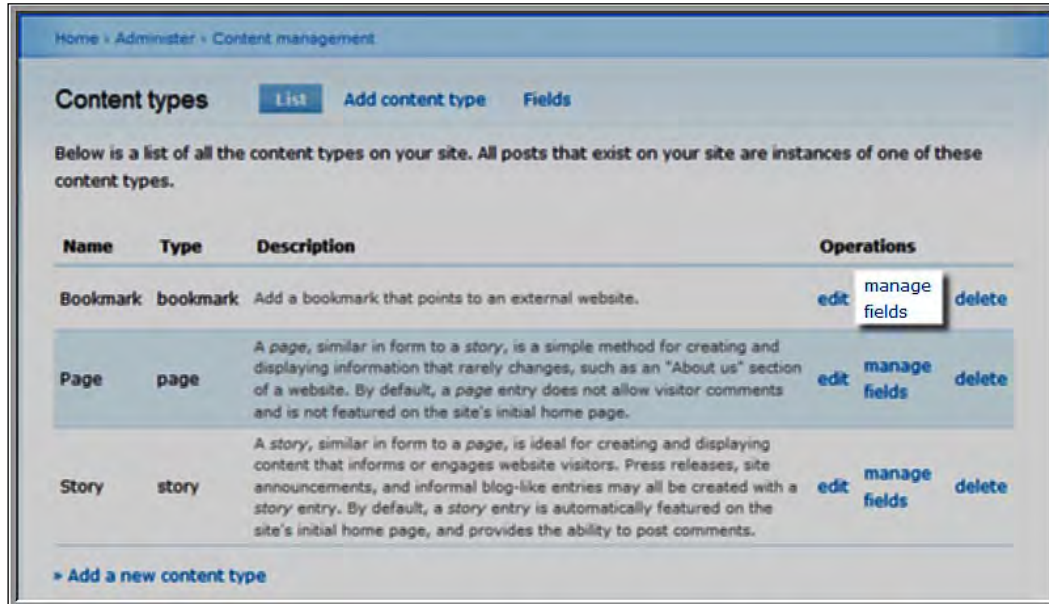 Home › Administer › Content management
Content types List Add content type Fields
Below is a list of all the content types on your site. All posts that exist on your site are instances of one of these
content types.
Name Type Description Operations
Bookmark bookmark Add a bookmark that points to an external website. edit manage fields delete
Page page A page, similar in form to a story, is a simple method for creating and
displaying information that rarely changes, such as an "About us" section
of a website. By default, a page entry does not allow visitor comments
and is not featured on the site's initial home page.
edit manage fields delete
Story story A story, similar in form to a page, is ideal for creating and displaying
content that informs or engages website visitors. Press releases, site
announcements, and informal blog-like entries may all be created with a
story entry. By default, a story entry is automatically featured on the
site's initial home page, and provides the ability to post comments.
edit manage fields delete
» Add a new content type